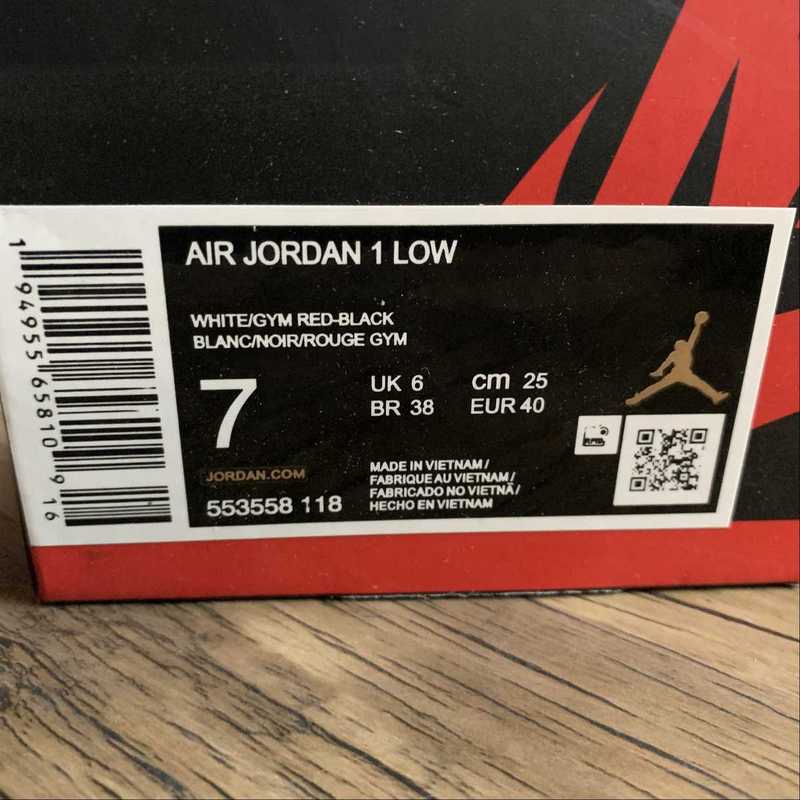 AIR JORDAN 1 LOW
WHITE/GYM RED-BLACK
BLANC/NOIR/ROUGE GYM
7
UK 6 cm 25
BR 38 EUR 40
JORDAN.COM
553558 118
MADE IN VIETNAM /
FABRIQUE AU VIETNAM /
FABRICADO NO VIETNÃ /
HECHO EN VIETNAM
1 94955 65810 9 16